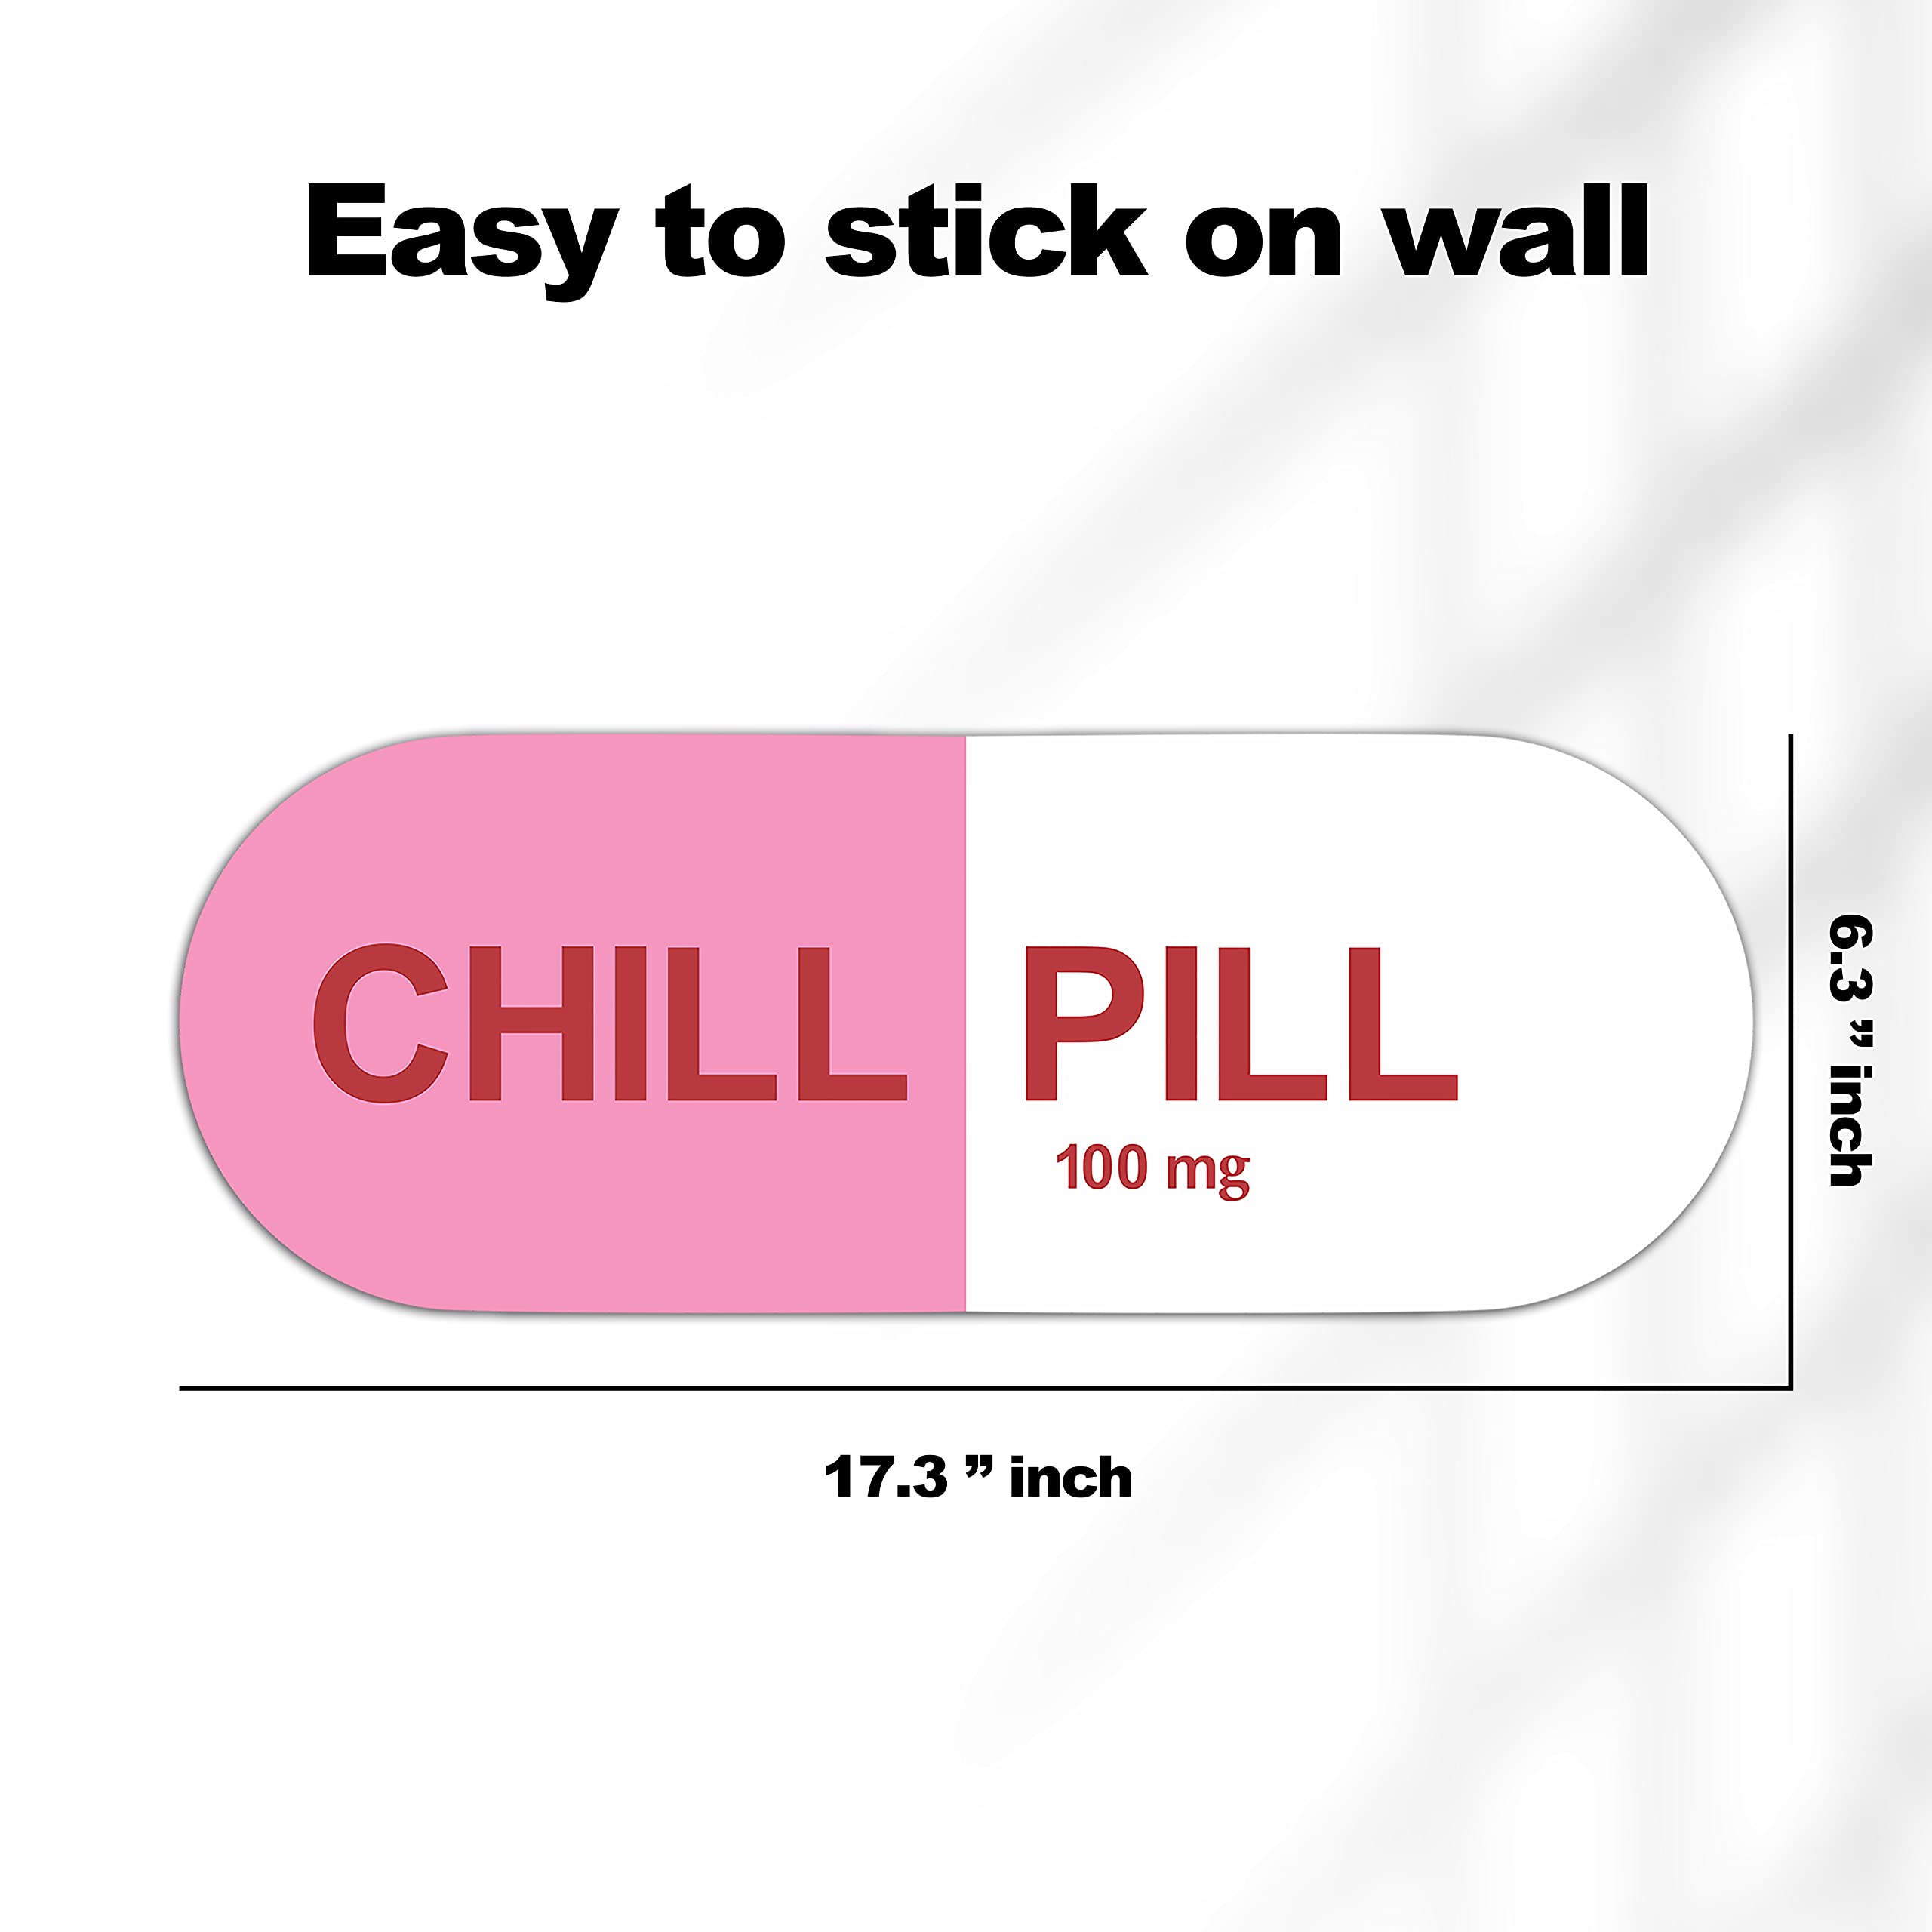 Easy to stick on wall
CHILL PILL
100 mg
6.3 ” inch
17.3 ” inch